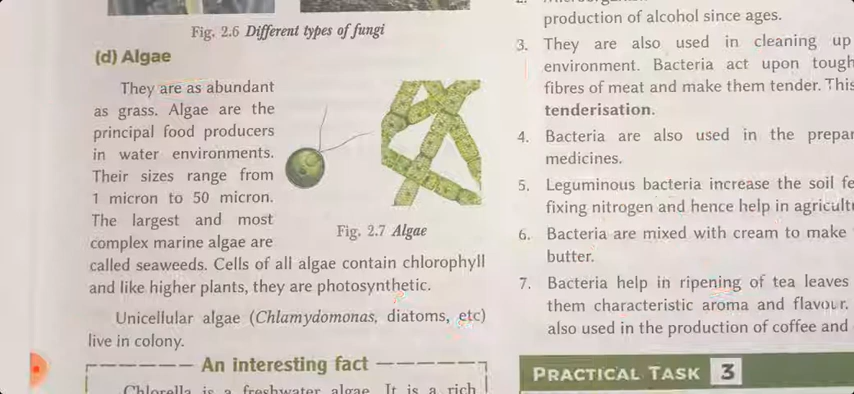 Fig. 2.6 Different types of fungi
(d) Algae
They are as abundant
as grass. Algae are the
principal food producers
in water environments.
Their sizes range from
1 micron to 50 micron.
The largest and most
complex marine algae are
called seaweeds. Cells of all algae contain chlorophyll
and like higher plants, they are photosynthetic.
Fig. 2.7 Algae
Unicellular algae (Chlamydomonas, diatoms, etc)
live in colony.
An interesting fact
Chlorella is a freshwater algae. It is a rich
production of alcohol since ages.
3. They are also used in cleaning up
environment. Bacteria act upon tough
fibres of meat and make them tender. This
tenderisation.
4. Bacteria are also used in the
medicines.
5. Leguminous bacteria increase the soil
fixing nitrogen and hence help in
6. Bacteria are mixed with cream to make
butter.
7. Bacteria help in ripening of tea leaves
them characteristic aroma and flavour.
also used in the production of coffee and
PRACTICAL TASK 3